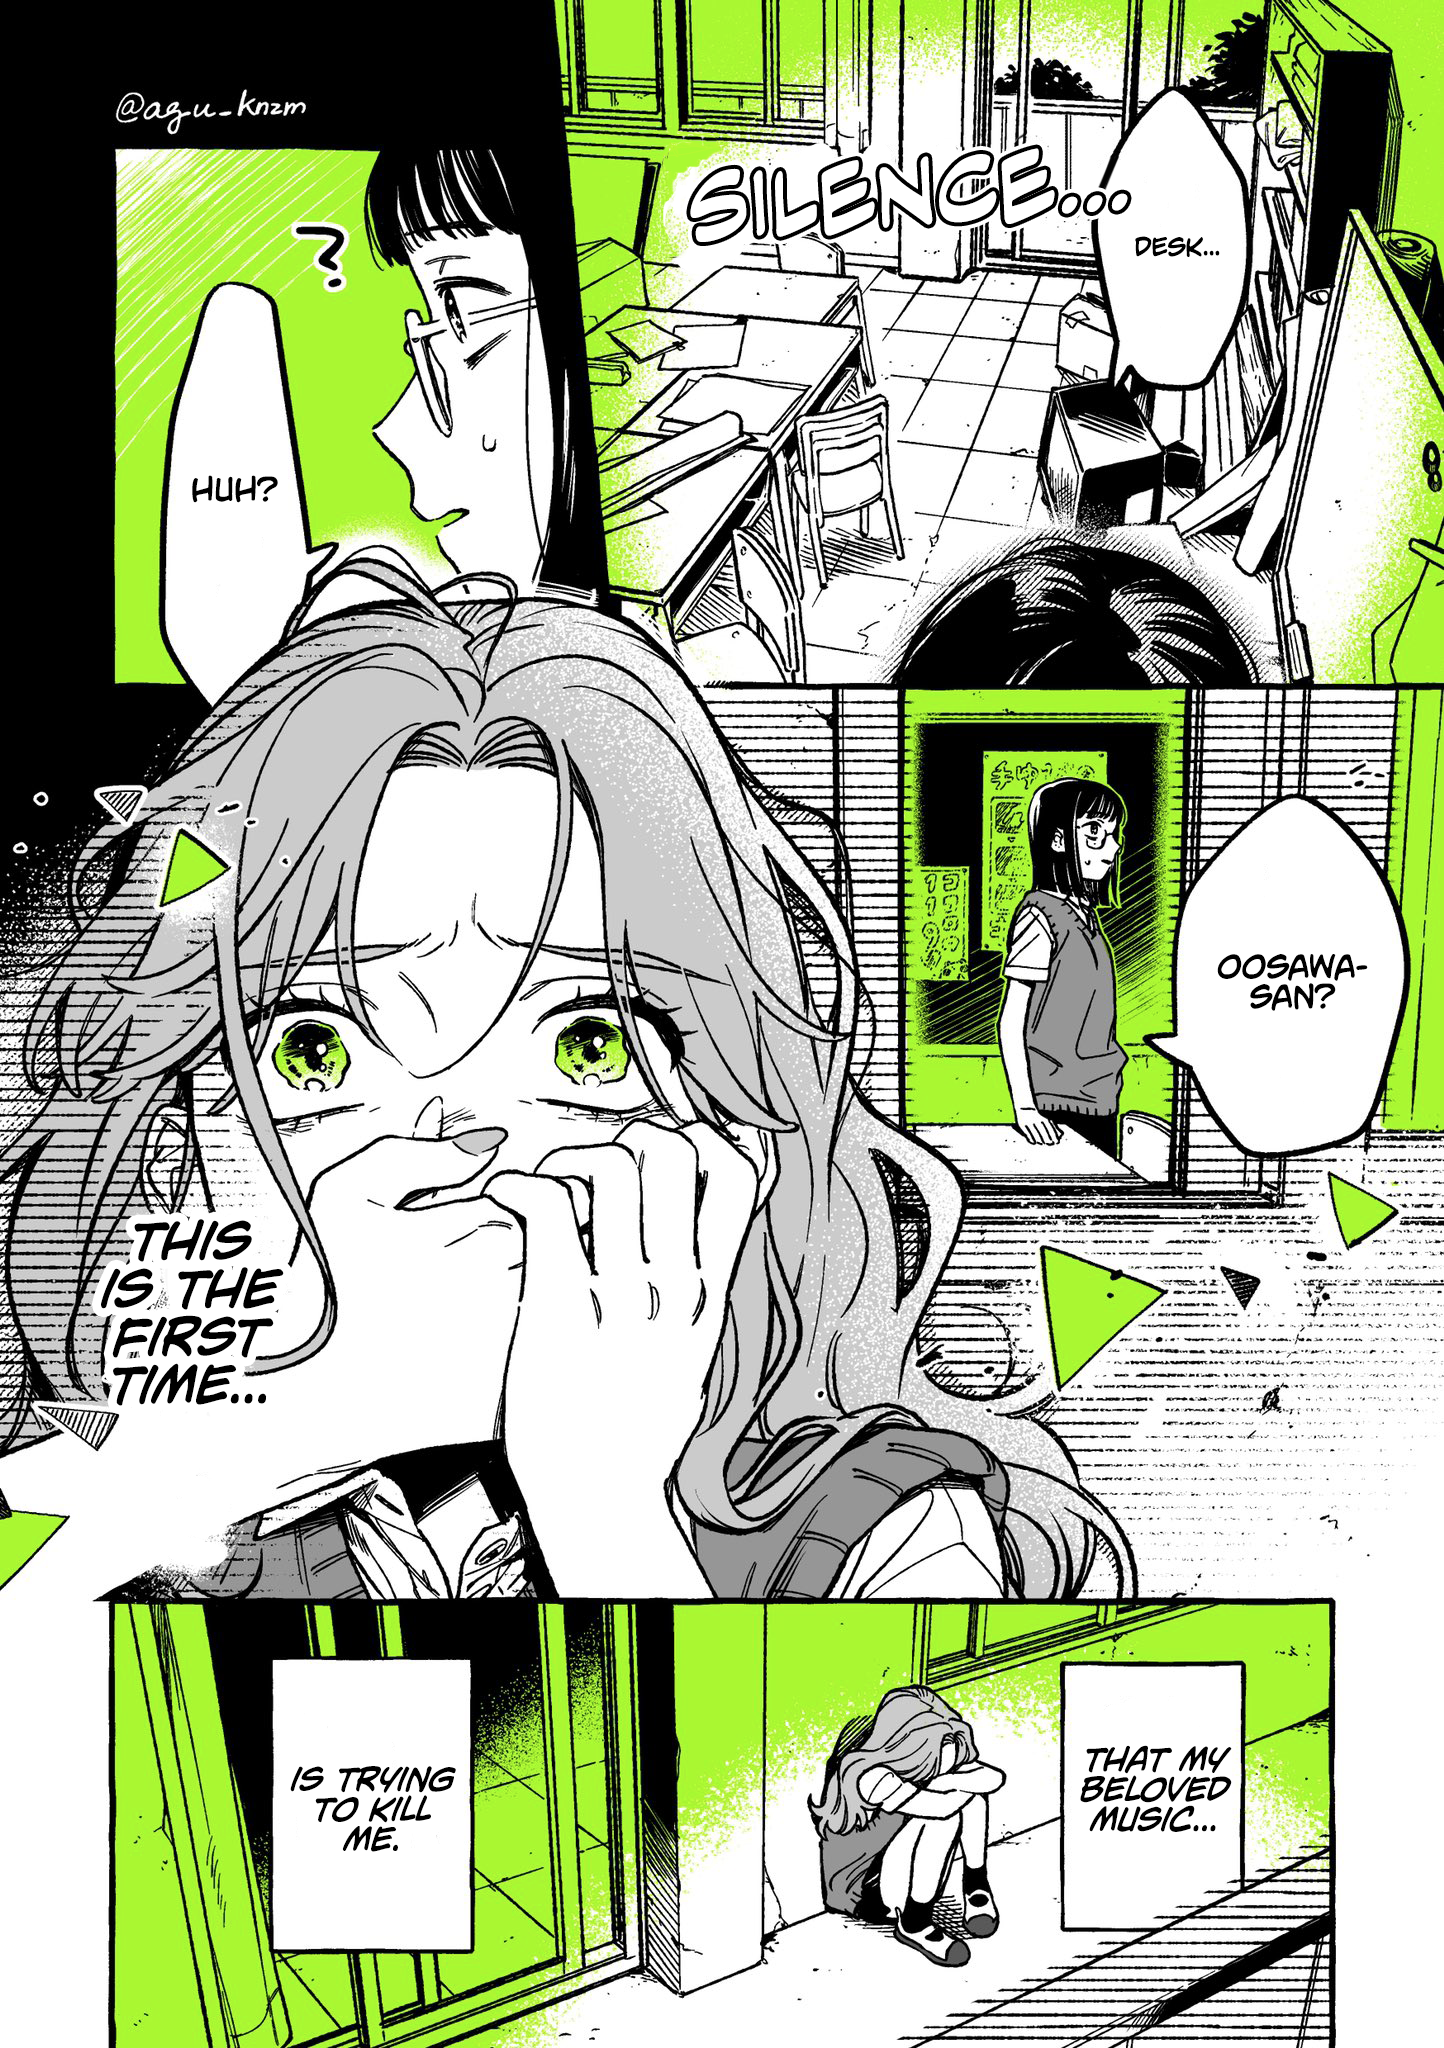 @agu_knzm
SILENCE...
DESK...
?
HUH?
OOSAWA-
SAN?
THIS
IS THE
FIRST
TIME...
THAT MY
BELOVED
MUSIC...
IS TRYING
TO KILL
ME.